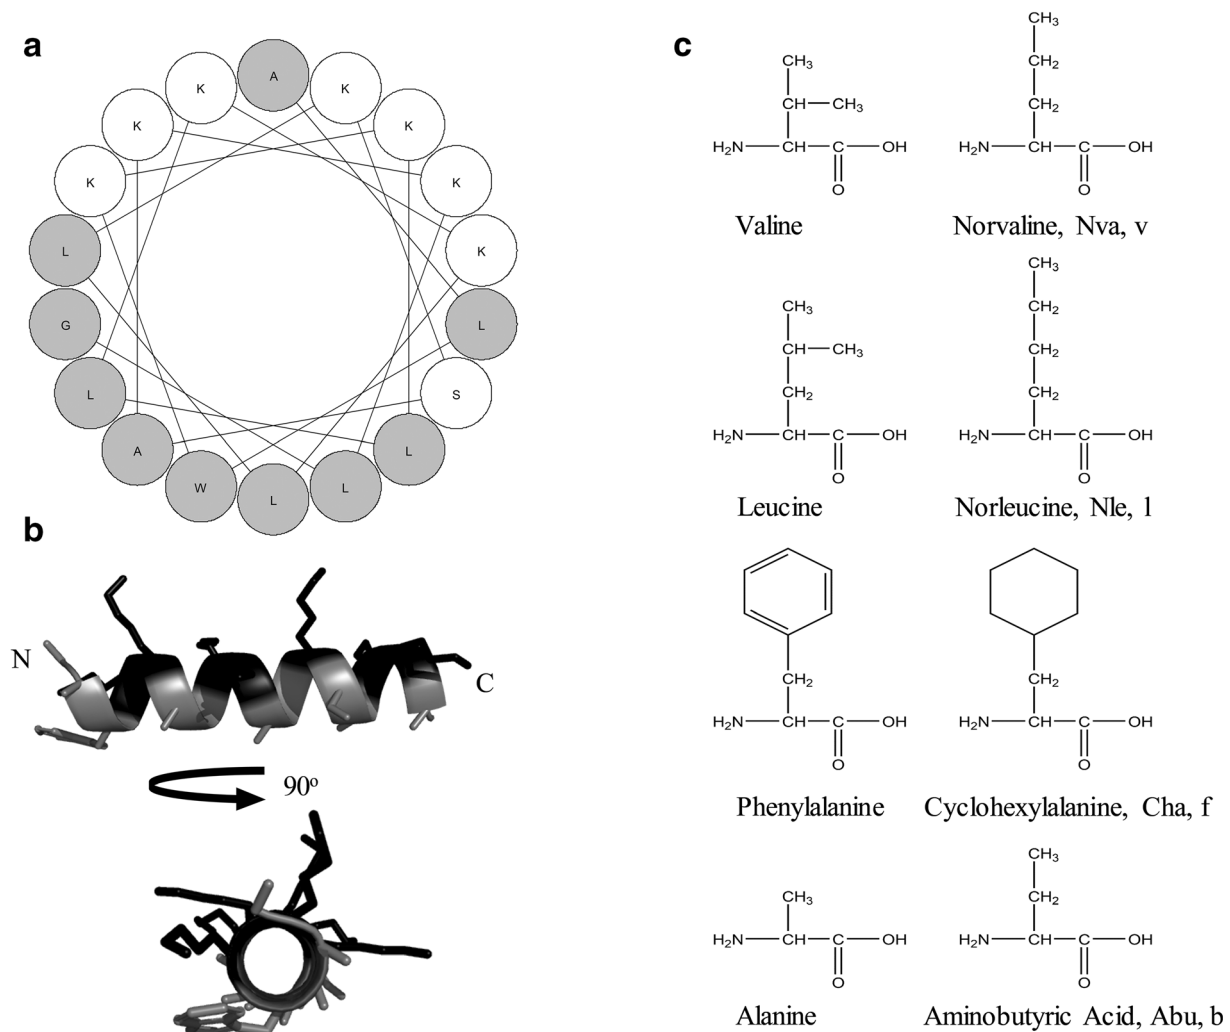 a
A
K
K
K
K
K
K
L
K
G
L
L
S
A
L
W
L
L
b
N
C
90º
c
CH₃
CH—CH₃
H₂N—CH—C—OH
O
Valine
CH₃
CH₂
CH₂
H₂N—CH—C—OH
O
Norvaline, Nva, v
CH₃
CH—CH₃
CH₂
H₂N—CH—C—OH
O
Leucine
CH₃
CH₂
CH₂
CH₂
H₂N—CH—C—OH
O
Norleucine, Nle, l
CH₂
H₂N—CH—C—OH
O
Phenylalanine
CH₂
H₂N—CH—C—OH
O
Cyclohexylalanine, Cha, f
CH₃
H₂N—CH—C—OH
O
Alanine
CH₃
CH₂
H₂N—CH—C—OH
O
Aminobutyric Acid, Abu, b